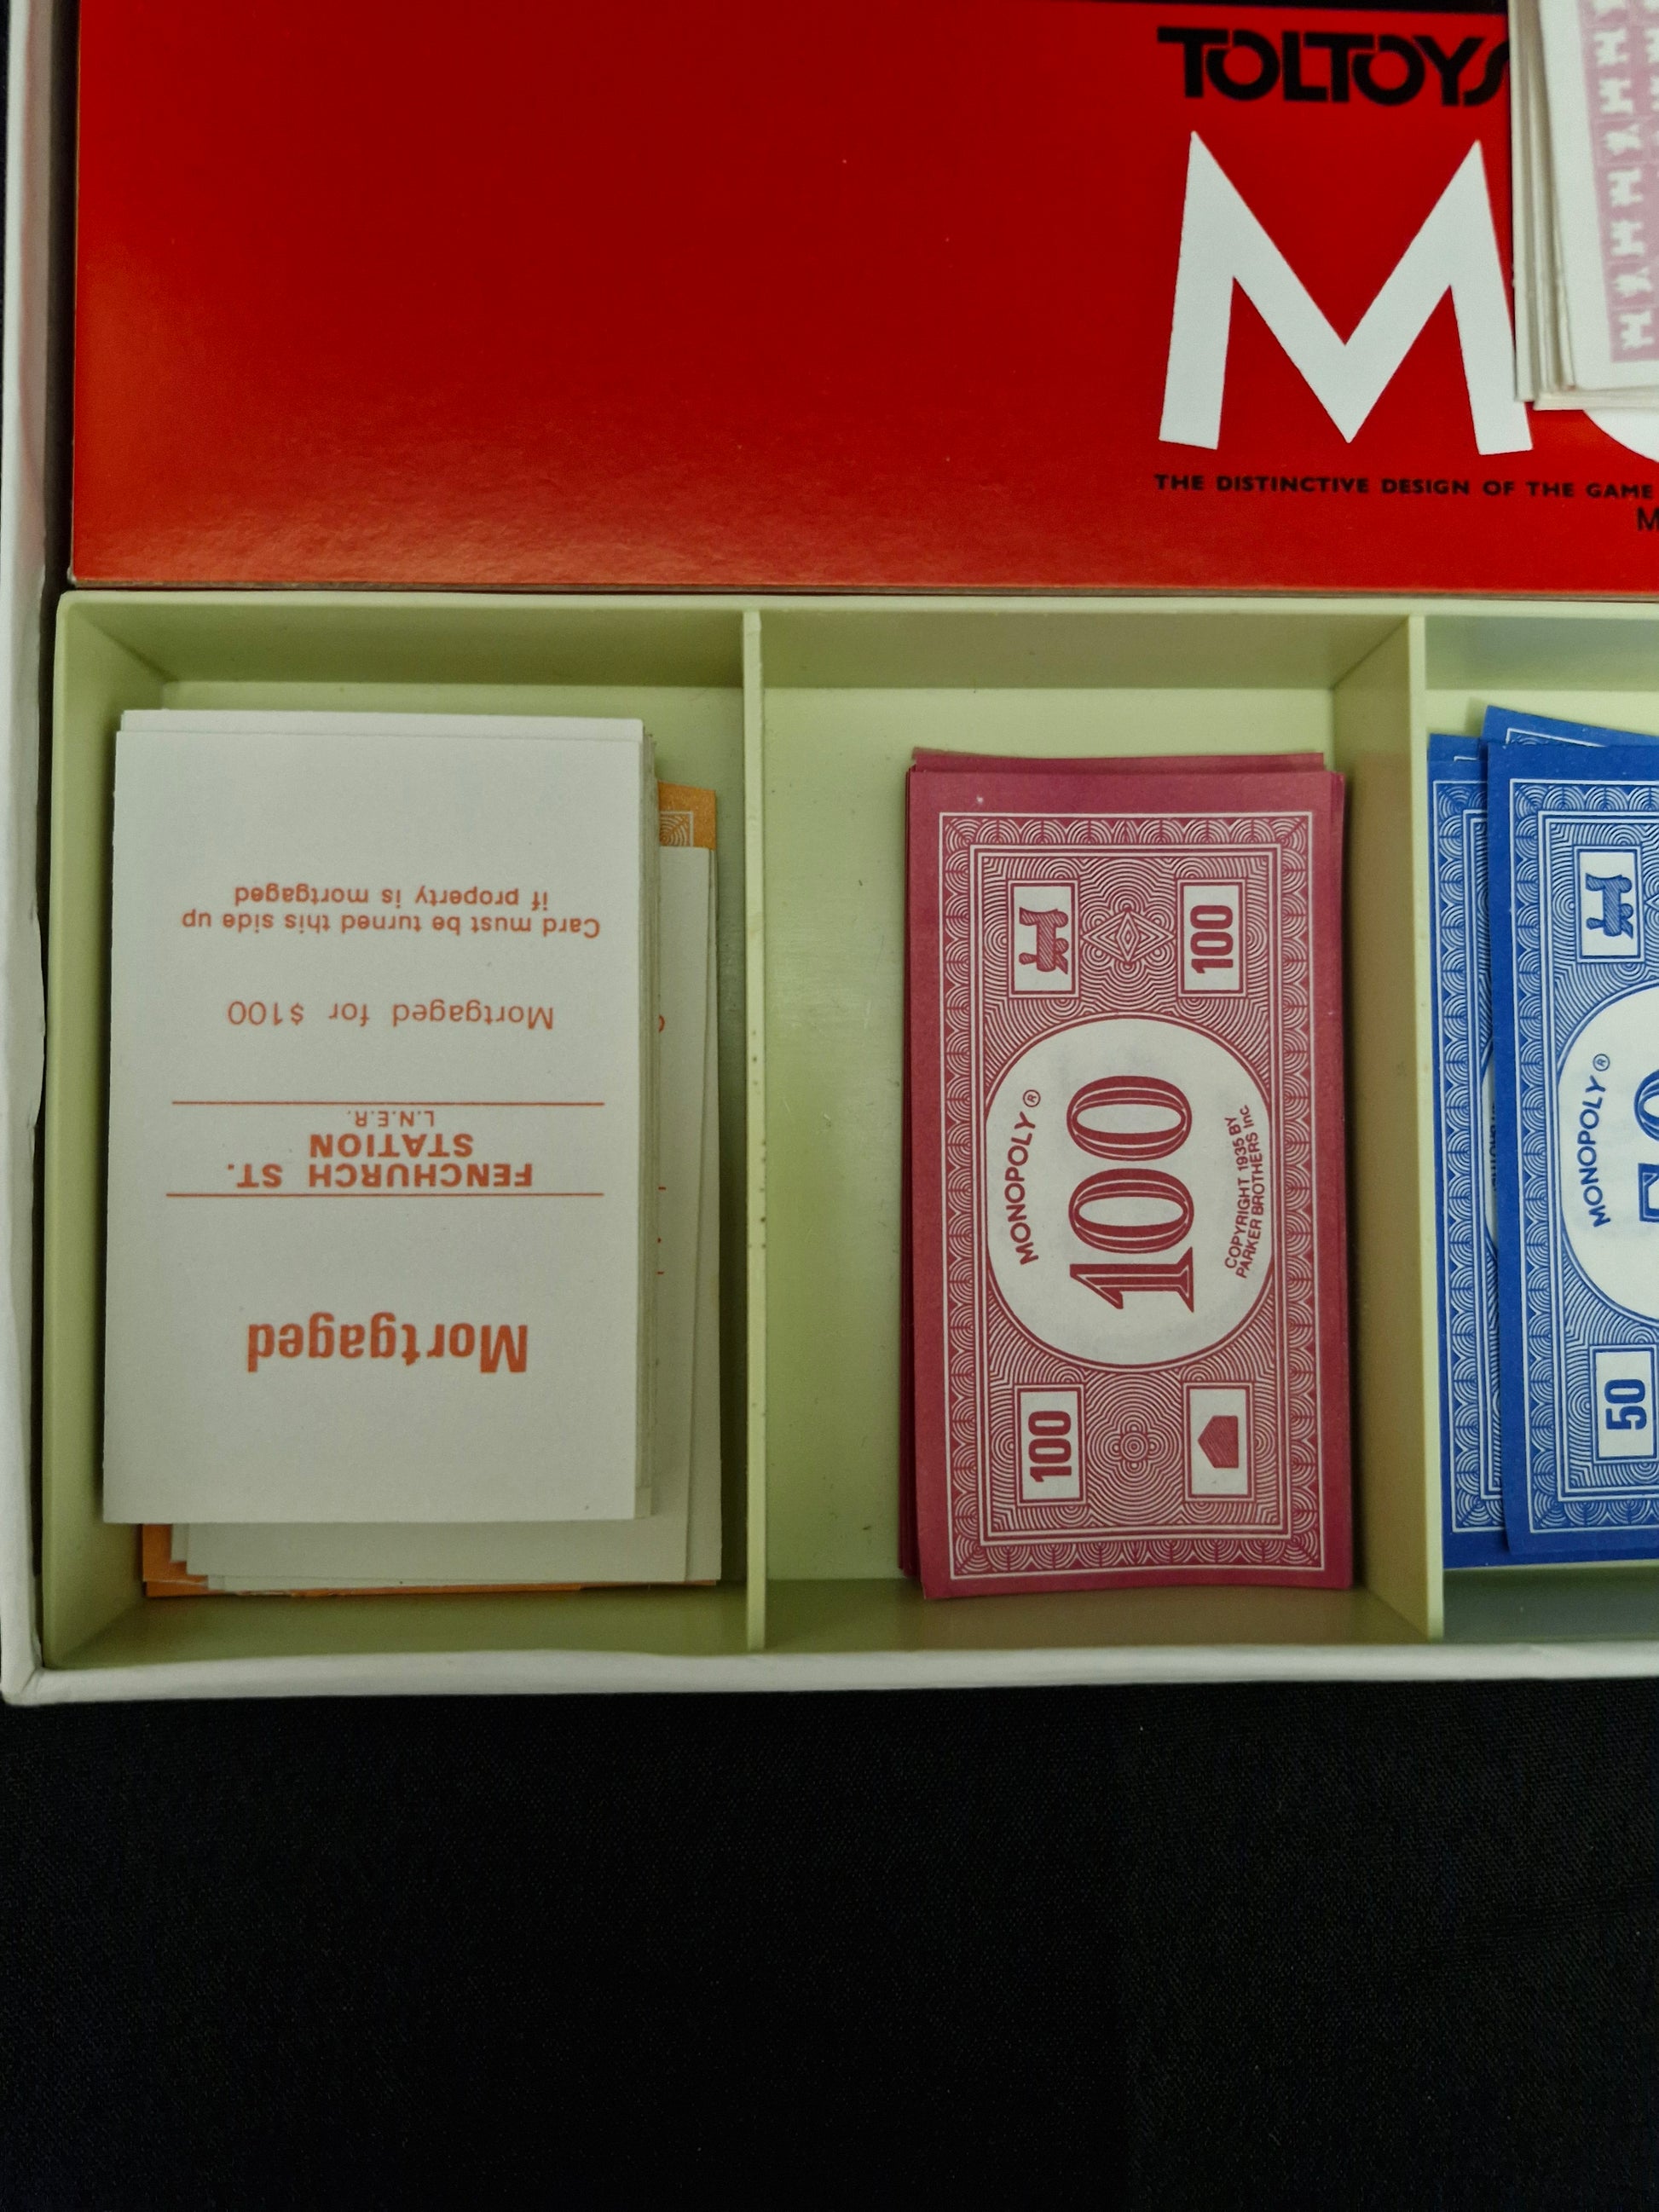 TOLTOYS
M
THE DISTINCTIVE DESIGN OF THE GAME
M
Mortgaged
FENCHURCH ST.
STATION
L.N.E.R.
Mortgaged for $100
Card must be turned this side up
if property is mortgaged
100
100
MONOPOLY®
100
COPYRIGHT 1935 BY
PARKER BROTHERS Inc
MONOPOLY®
50